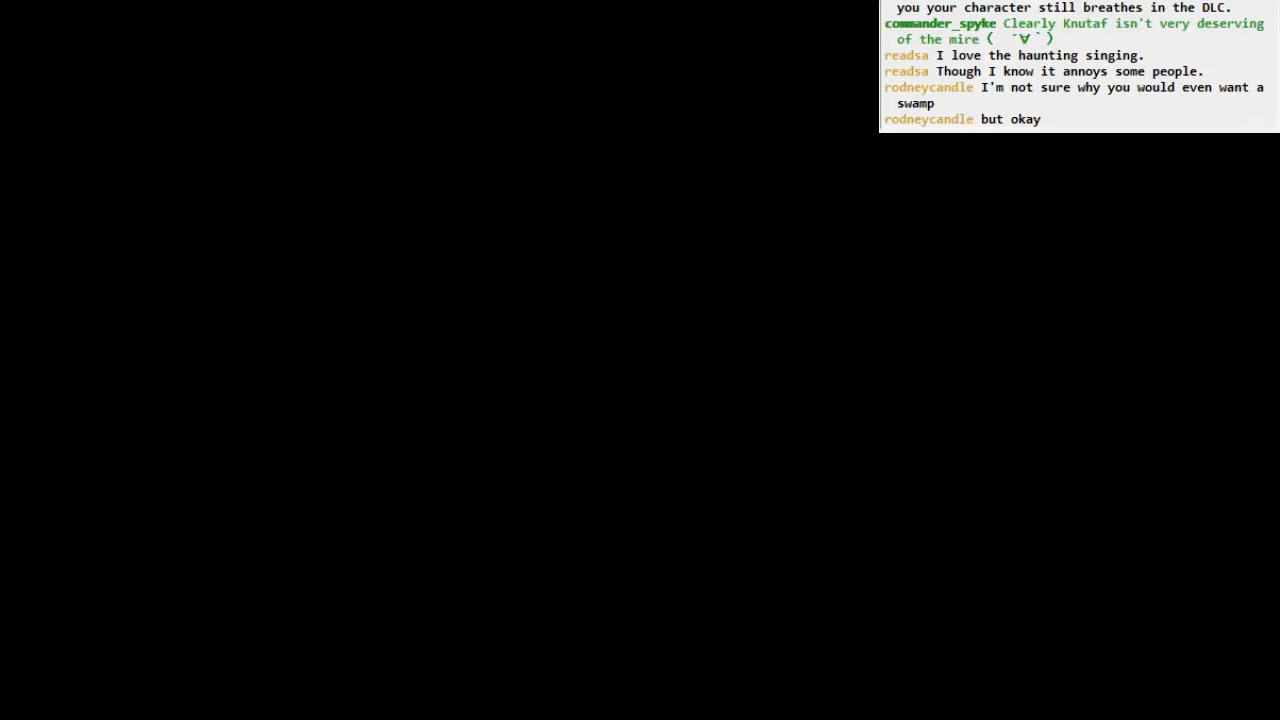 you your character still breathes in the DLC.
commander_spyke Clearly Knutaf isn't very deserving
of the mire ( ´∀｀)
readsa I love the haunting singing.
readsa Though I know it annoys some people.
rodneycandle I'm not sure why you would even want a
swamp
rodneycandle but okay